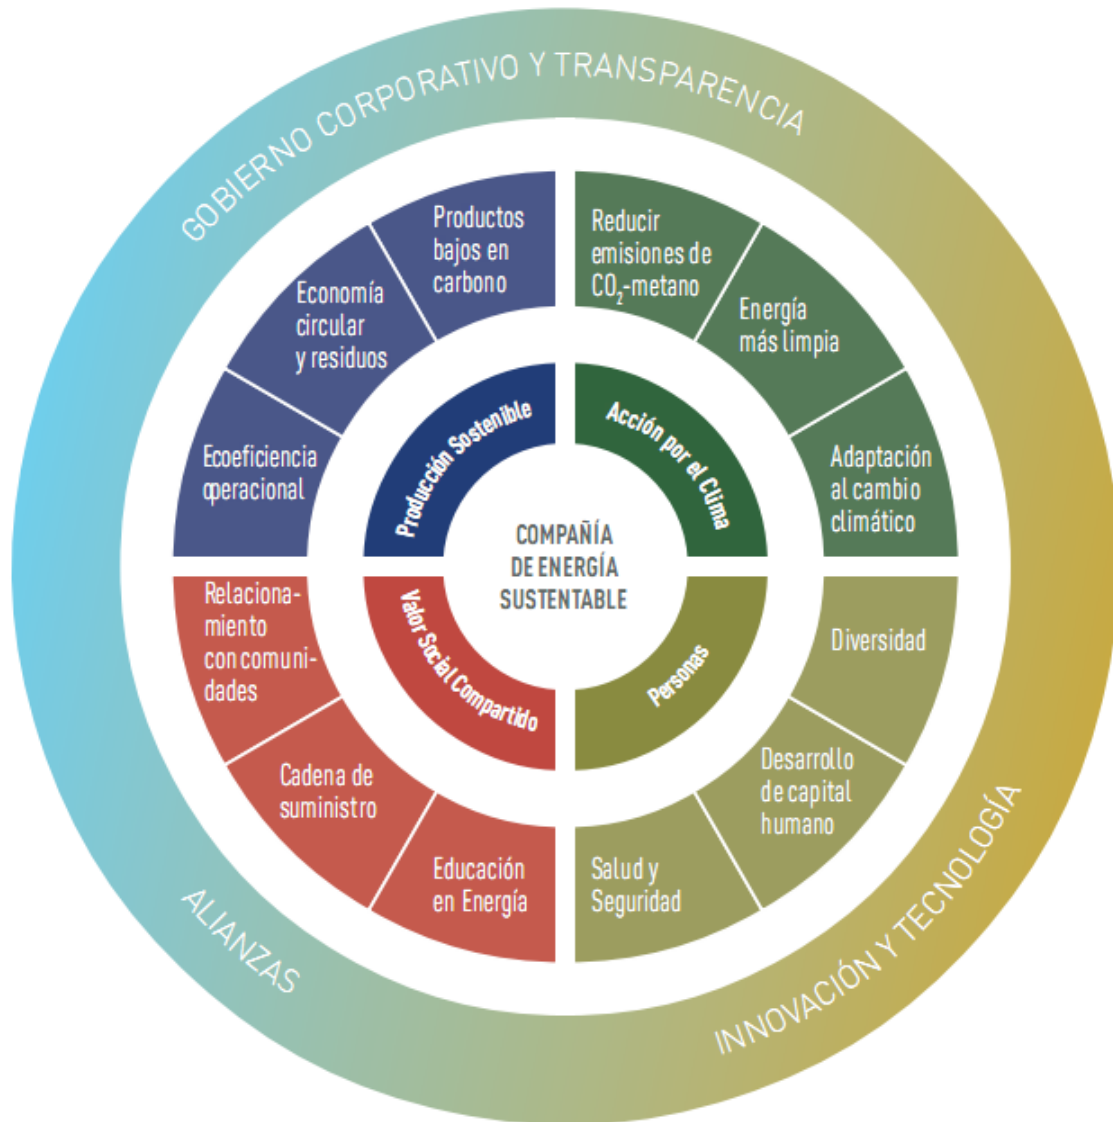 GOBIERNO CORPORATIVO Y TRANSPARENCIA
Productos
bajos en
carbono
Reducir
emisiones de
CO₂-metano
Economía
circular
y residuos
Energía
más limpia
Ecoeficiencia
operacional
Adaptación
al cambio
climático
Producción Sostenible
Acción por el Clima
COMPAÑÍA
DE ENERGÍA
SUSTENTABLE
Valor Social Compartido
Personas
Relaciona-
miento
con comuni-
dades
Diversidad
Cadena de
suministro
Desarrollo
de capital
humano
Educación
en Energía
Salud y
Seguridad
ALIANZAS
INNOVACIÓN Y TECNOLOGÍA